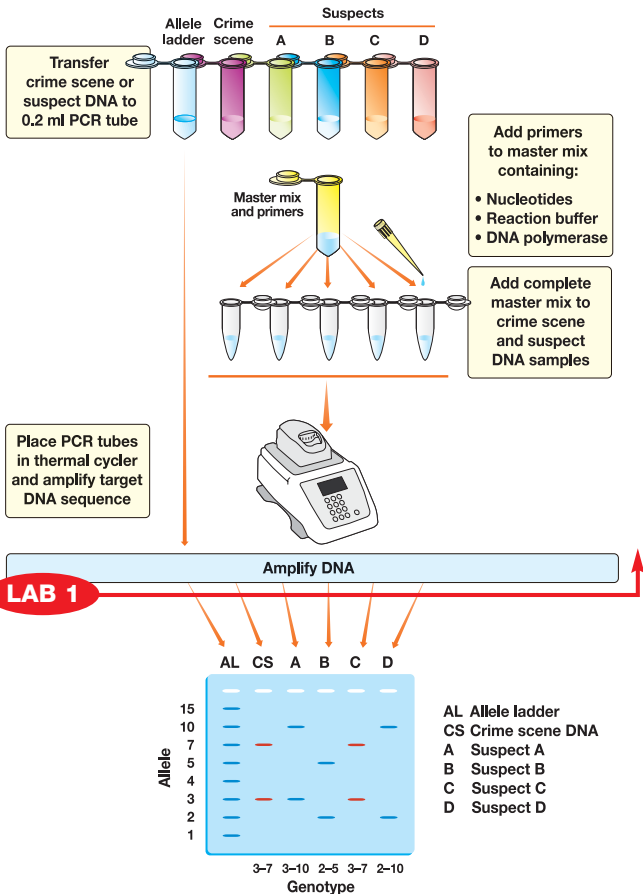 Suspects
Allele ladder
Crime scene
A B C D
Transfer
crime scene or
suspect DNA to
0.2 ml PCR tube
Add primers
to master mix
containing:
• Nucleotides
• Reaction buffer
• DNA polymerase
Master mix
and primers
Add complete
master mix to
crime scene
and suspect
DNA samples
Place PCR tubes
in thermal cycler
and amplify target
DNA sequence
Amplify DNA
LAB 1
AL CS A B C D
Allele
15
10
7
5
4
3
2
1
3–7 3–10 2–5 3–7 2–10
Genotype
AL Allele ladder
CS Crime scene DNA
A Suspect A
B Suspect B
C Suspect C
D Suspect D